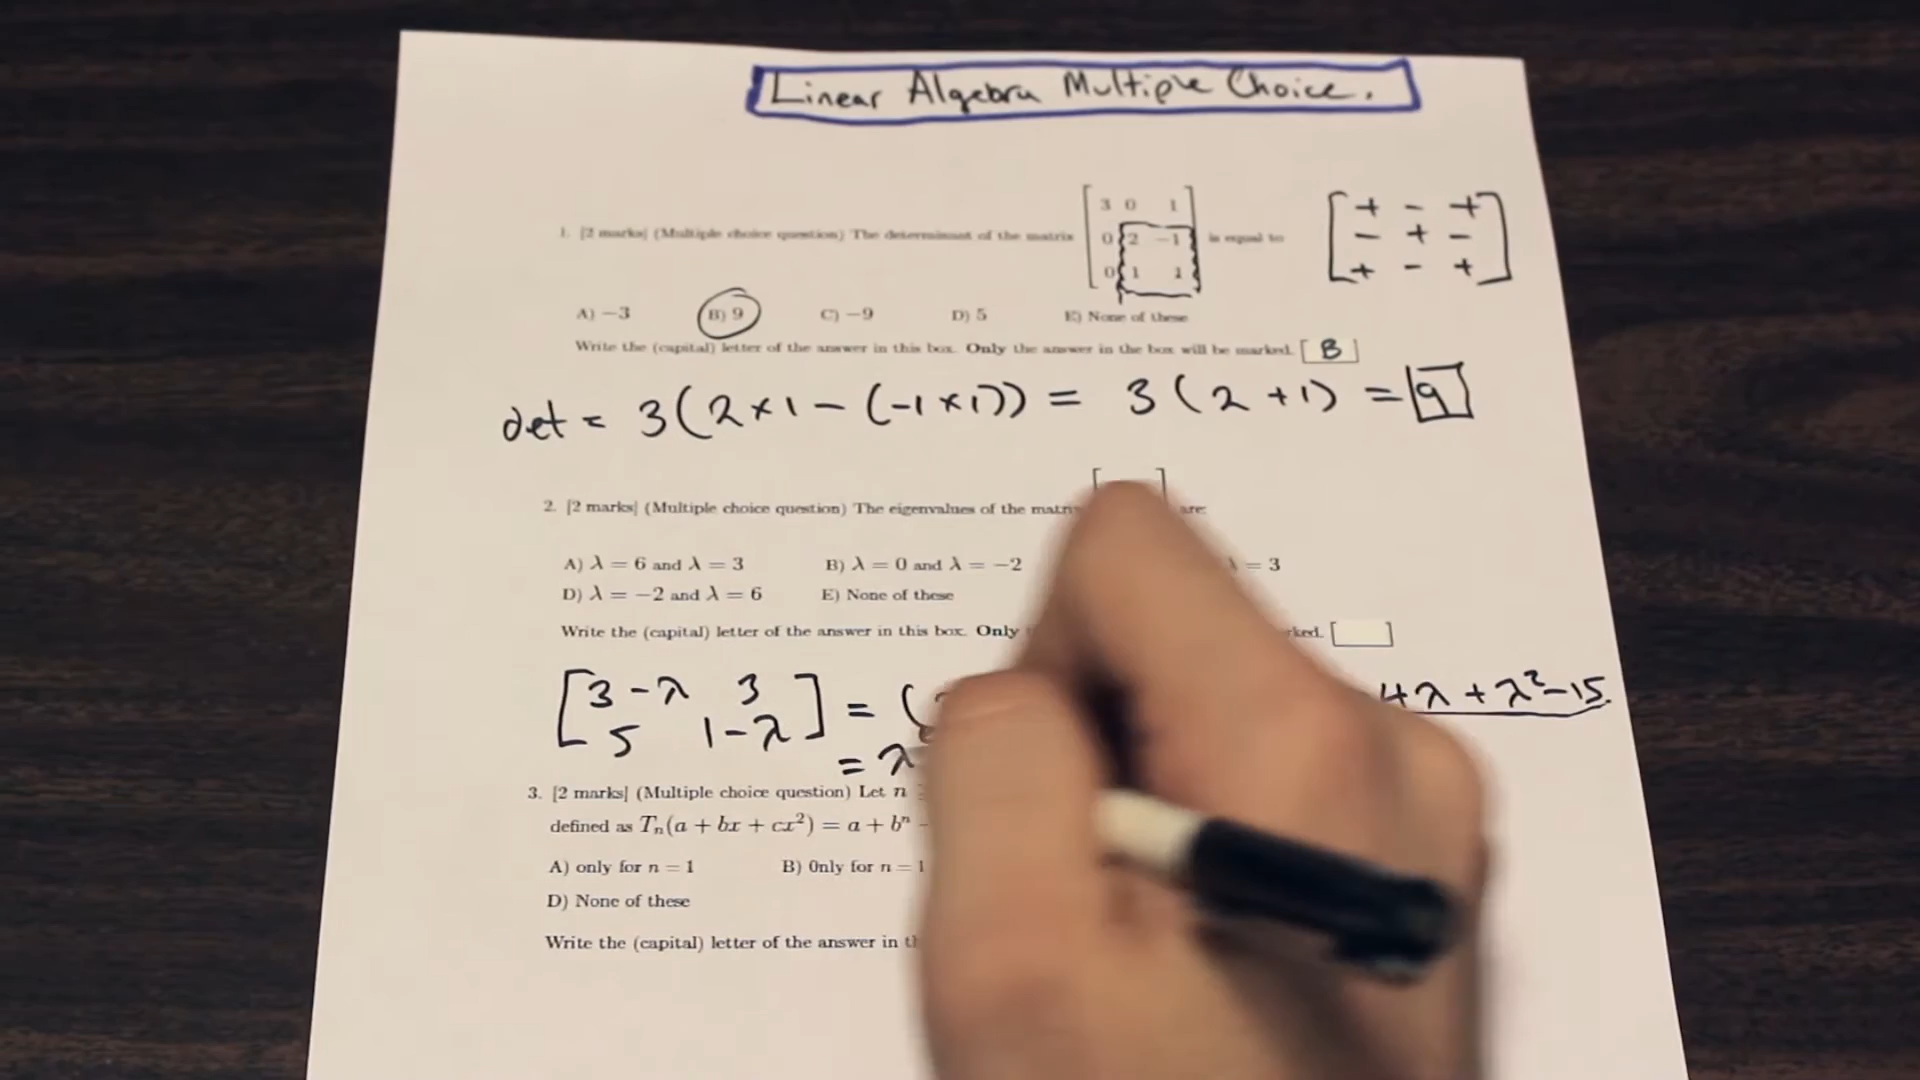 Linear Algebra Multiple Choice.
1. [2 marks] (Multiple choice question) The determinant of the matrix [3 0 1 is equal to [+ - +
0 2 -1 - + -
0 1 1] + - +]
A) −3 B) 9 C) −9 D) 5 E) None of these
Write the (capital) letter of the answer in this box. Only the answer in the box will be marked. [ B ]
det = 3(2×1 − (−1×1)) = 3(2+1) = 9
2. [2 marks] (Multiple choice question) The eigenvalues of the are:
A) λ = 6 and λ = 3 B) λ = 0 and λ = −2 = 3
D) λ = −2 and λ = 6 E) None of these
Write the (capital) letter of the answer in this box. Only [ ]
[3−λ 3 = ( 4λ + λ² − 15
5 1−λ]
= λ
3. [2 marks] (Multiple choice question) Let n
defined as Tₙ(a + bx + cx²) = a + bⁿ
A) only for n = 1 B) 0nly for n = 1
D) None of these
Write the (capital) letter of the answer in